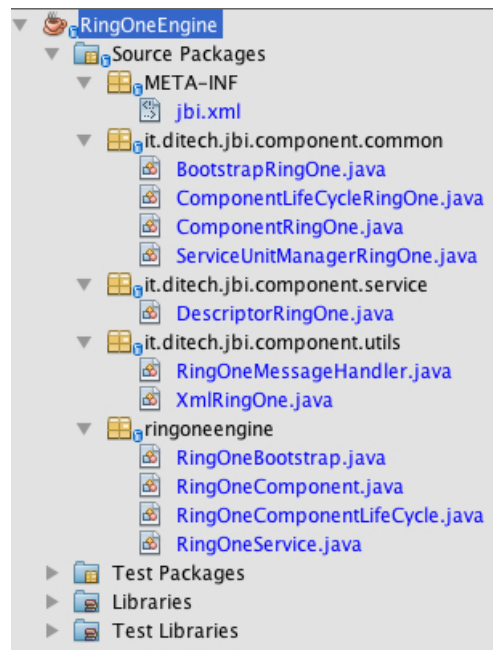 RingOneEngine
Source Packages
META-INF
jbi.xml
it.ditech.jbi.component.common
BootstrapRingOne.java
ComponentLifeCycleRingOne.java
ComponentRingOne.java
ServiceUnitManagerRingOne.java
it.ditech.jbi.component.service
DescriptorRingOne.java
it.ditech.jbi.component.utils
RingOneMessageHandler.java
XmlRingOne.java
ringoneengine
RingOneBootstrap.java
RingOneComponent.java
RingOneComponentLifeCycle.java
RingOneService.java
Test Packages
Libraries
Test Libraries